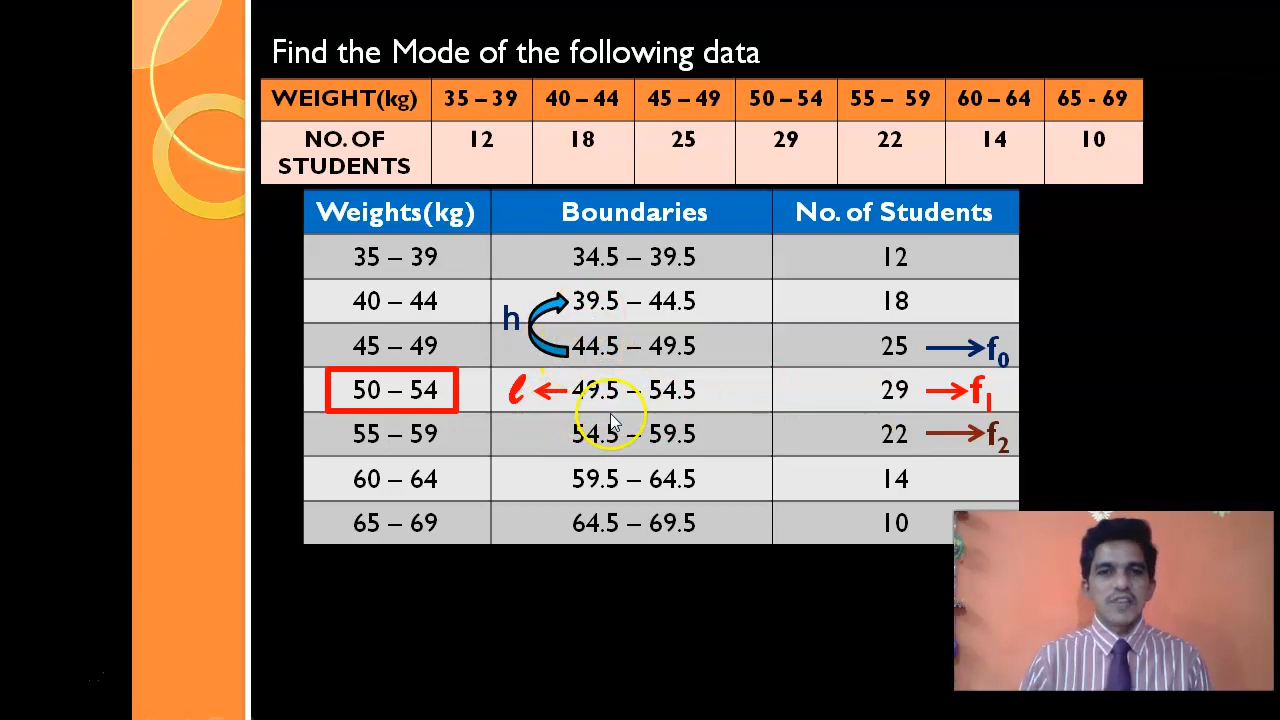 Find the Mode of the following data
WEIGHT(kg) 35 – 39 40 – 44 45 – 49 50 – 54 55 – 59 60 – 64 65 - 69
NO. OF STUDENTS 12 18 25 29 22 14 10
Weights(kg) Boundaries No. of Students
35 – 39 34.5 – 39.5 12
40 – 44 39.5 – 44.5 18
h
45 – 49 44.5 – 49.5 25 f0
50 – 54 l 49.5 – 54.5 29 f1
55 – 59 54.5 – 59.5 22 f2
60 – 64 59.5 – 64.5 14
65 – 69 64.5 – 69.5 10